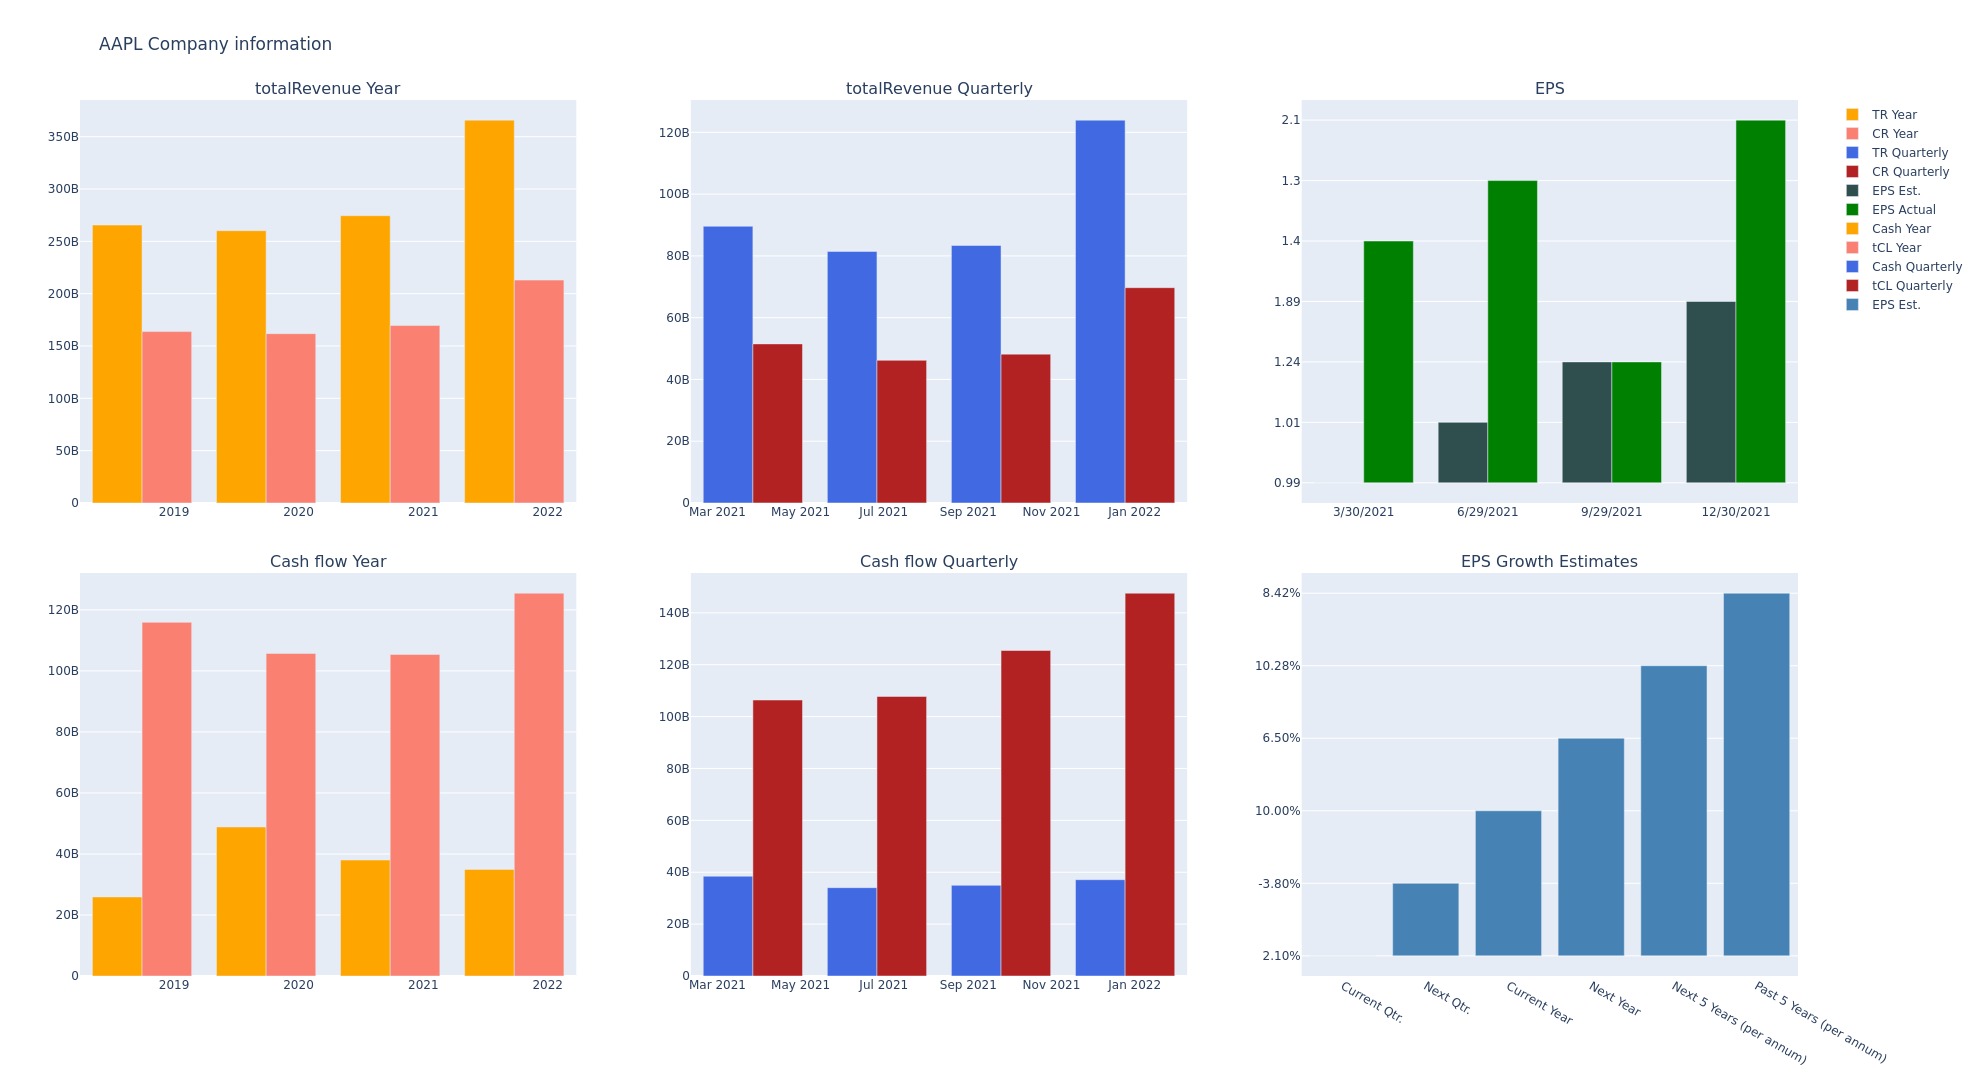 AAPL Company information
totalRevenue Year
350B
300B
250B
200B
150B
100B
50B
0
2019 2020 2021 2022
totalRevenue Quarterly
120B
100B
80B
60B
40B
20B
0
Mar 2021 May 2021 Jul 2021 Sep 2021 Nov 2021 Jan 2022
EPS
2.1
1.3
1.4
1.89
1.24
1.01
0.99
3/30/2021 6/29/2021 9/29/2021 12/30/2021
TR Year
CR Year
TR Quarterly
CR Quarterly
EPS Est.
EPS Actual
Cash Year
tCL Year
Cash Quarterly
tCL Quarterly
EPS Est.
Cash flow Year
120B
100B
80B
60B
40B
20B
0
2019 2020 2021 2022
Cash flow Quarterly
140B
120B
100B
80B
60B
40B
20B
0
Mar 2021 May 2021 Jul 2021 Sep 2021 Nov 2021 Jan 2022
EPS Growth Estimates
8.42%
10.28%
6.50%
10.00%
-3.80%
2.10%
Current Qtr.
Next Qtr.
Current Year
Next Year
Next 5 Years (per annum)
Past 5 Years (per annum)